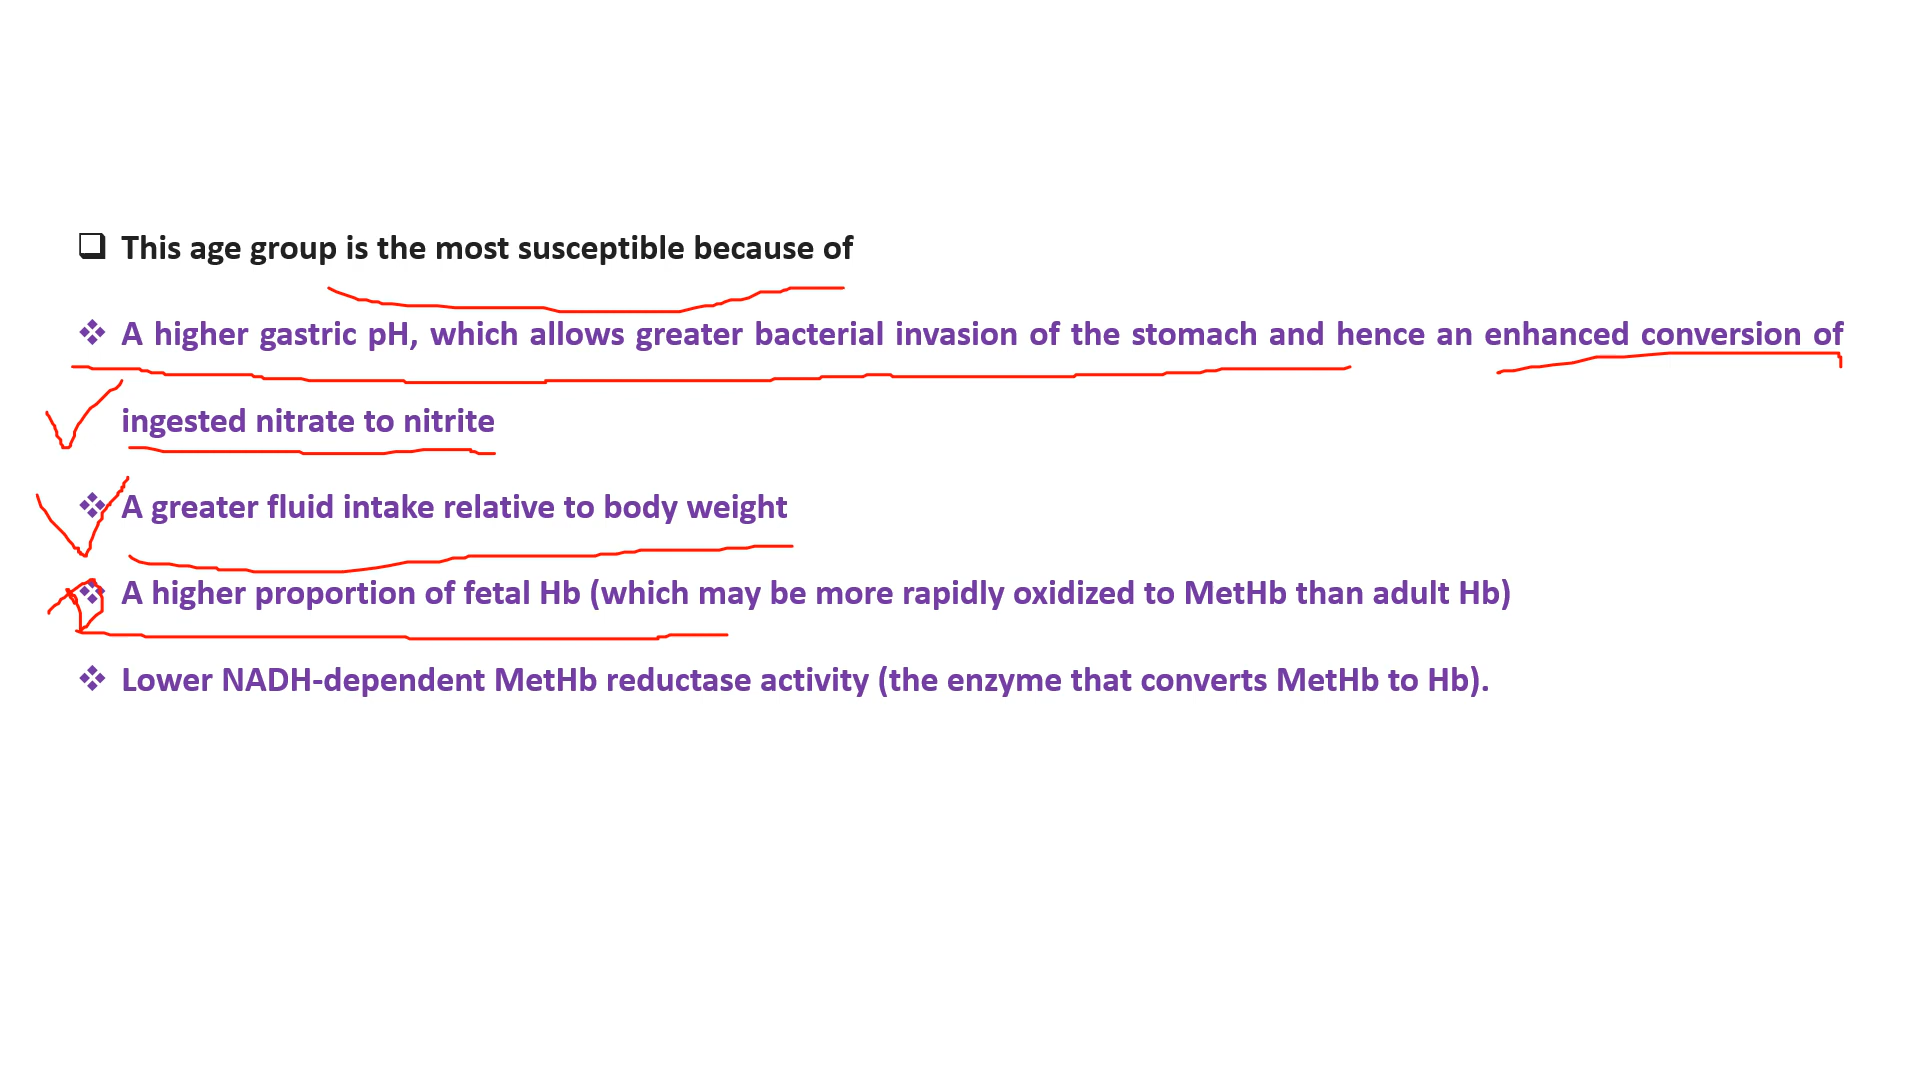 This age group is the most susceptible because of
A higher gastric pH, which allows greater bacterial invasion of the stomach and hence an enhanced conversion of
ingested nitrate to nitrite
A greater fluid intake relative to body weight
A higher proportion of fetal Hb (which may be more rapidly oxidized to MetHb than adult Hb)
Lower NADH-dependent MetHb reductase activity (the enzyme that converts MetHb to Hb).